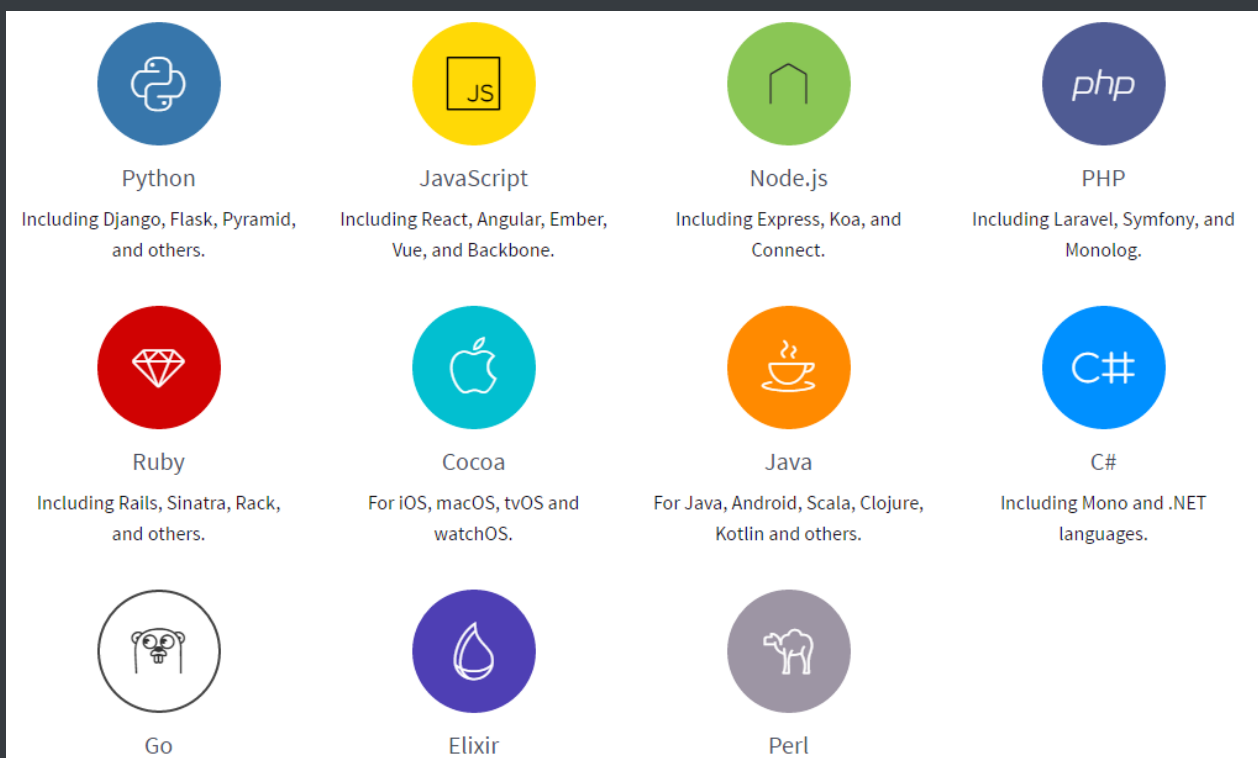 JS
php
Python
JavaScript
Node.js
PHP
Including Django, Flask, Pyramid,
and others.
Including React, Angular, Ember,
Vue, and Backbone.
Including Express, Koa, and
Connect.
Including Laravel, Symfony, and
Monolog.
C#
Ruby
Cocoa
Java
C#
Including Rails, Sinatra, Rack,
and others.
For iOS, macOS, tvOS and
watchOS.
For Java, Android, Scala, Clojure,
Kotlin and others.
Including Mono and .NET
languages.
Go
Elixir
Perl